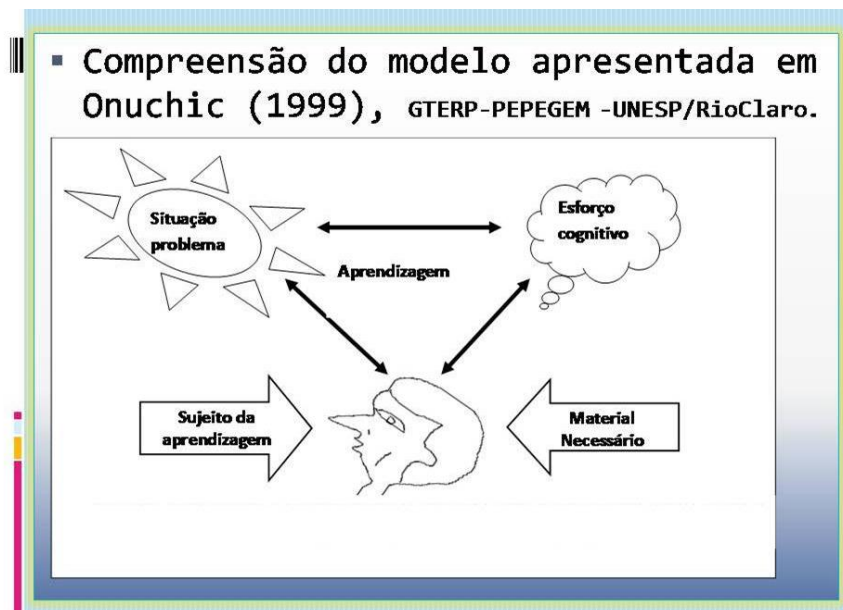 ▪ Compreensão do modelo apresentada em
Onuchic (1999), GTERP-PEPEGEM -UNESP/RioClaro.
Situação
problema
Esforço
cognitivo
Aprendizagem
Sujeito da
aprendizagem
Material
Necessário